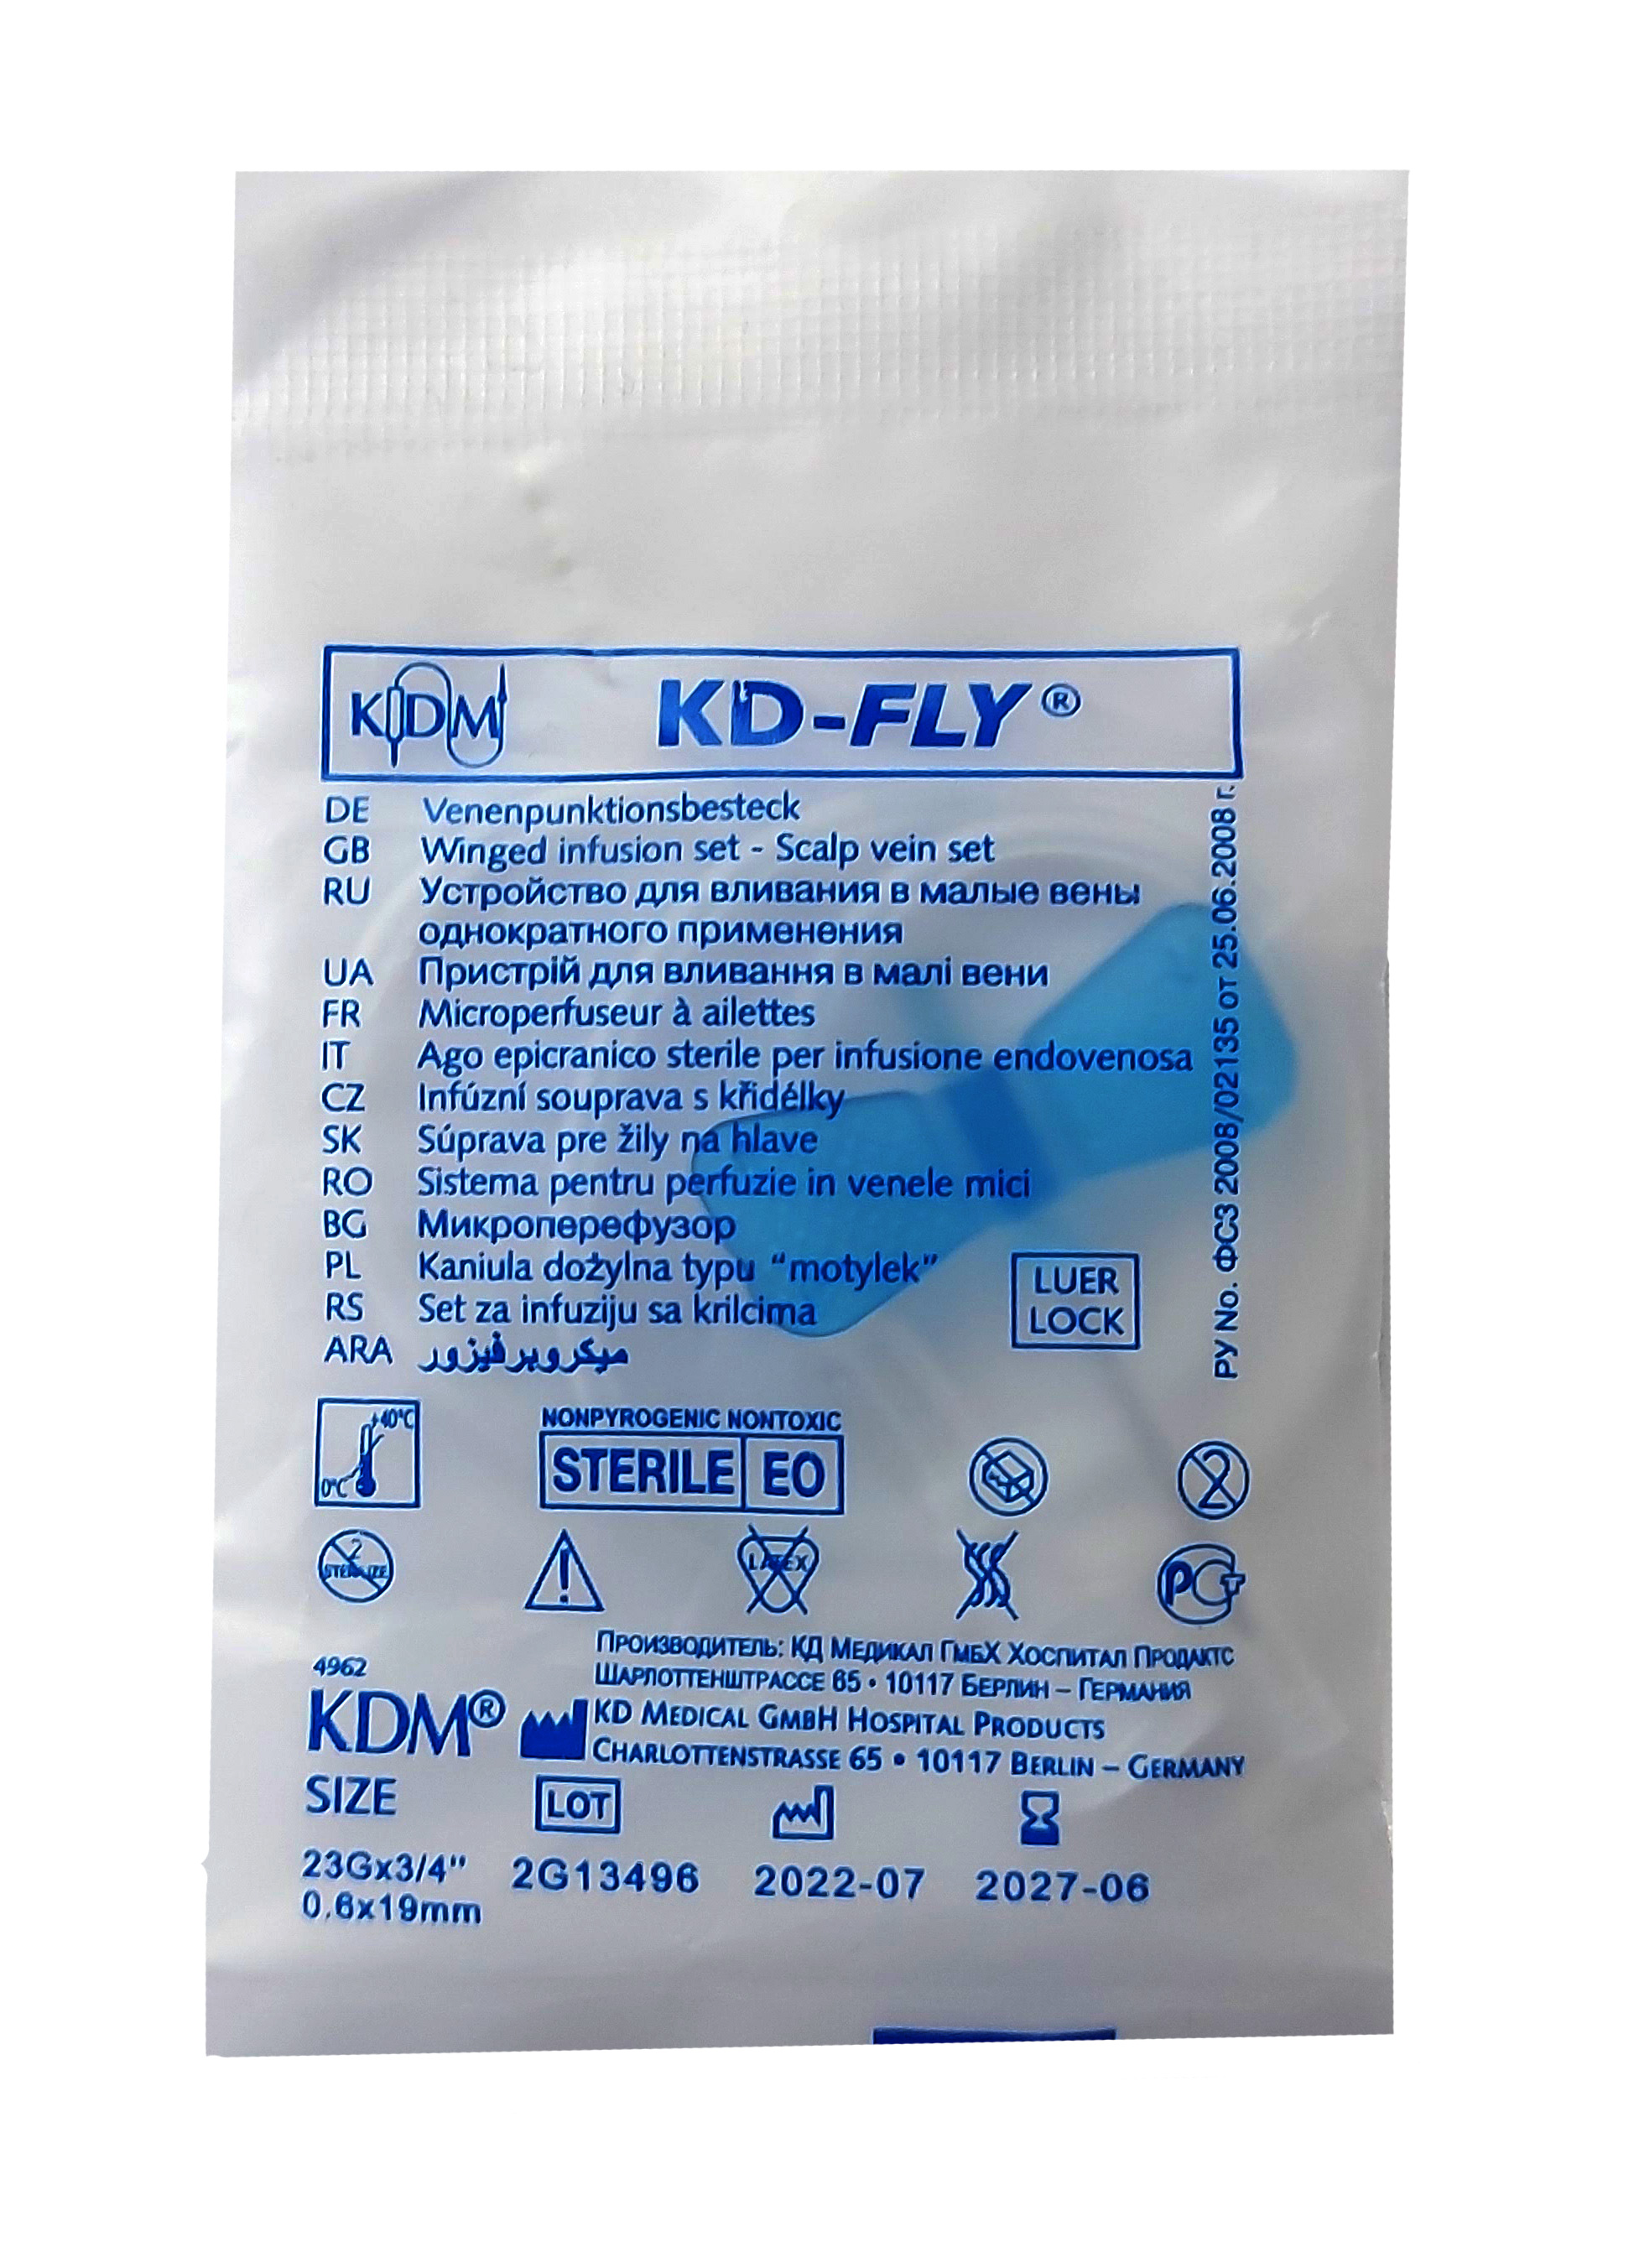 KDM KD-FLY®
DE Venenpunktionsbesteck
GB Winged infusion set - Scalp vein set
RU Устройство для вливания в малые вены
однократного применения
UA Пристрій для вливання в малі вени
FR Microperfuseur à ailettes
IT Ago epicranico sterile per infusione endovenosa
CZ Infúzní souprava s křidélky
SK Súprava pre žily na hlave
RO Sistema pentru perfuzie in venele mici
BG Микроперефузор
PL Kaniula dożylna typu “motylek”
RS Set za infuziju sa krilcima
ARA ميكروبرفيزور
LUER
LOCK
РУ No. ФСЗ 2008/02135 от 25.06.2008 г.
+40°C
0°C
NONPYROGENIC NONTOXIC
STERILE EO
2
2
STERILIZE
LATEX
РСТ
ПРОИЗВОДИТЕЛЬ: КД МЕДИКАЛ ГМБХ ХОСПИТАЛ ПРОДАКТС
ШАРЛОТТЕНШТРАССЕ 65 • 10117 БЕРЛИН – ГЕРМАНИЯ
4962
KDM®
KD MEDICAL GMBH HOSPITAL PRODUCTS
CHARLOTTENSTRASSE 65 • 10117 BERLIN – GERMANY
SIZE LOT
23Gx3/4" 2G13496 2022-07 2027-06
0.6x19mm